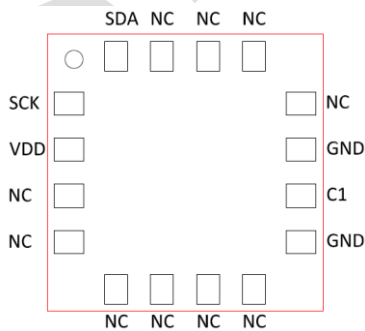 SDA NC NC NC
SCK NC
VDD GND
NC C1
NC GND
NC NC NC NC